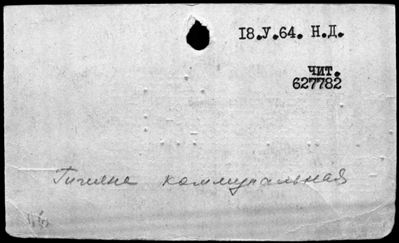 18.V.64. Н.Д.
чит.
627782
Гигиена коммунальная